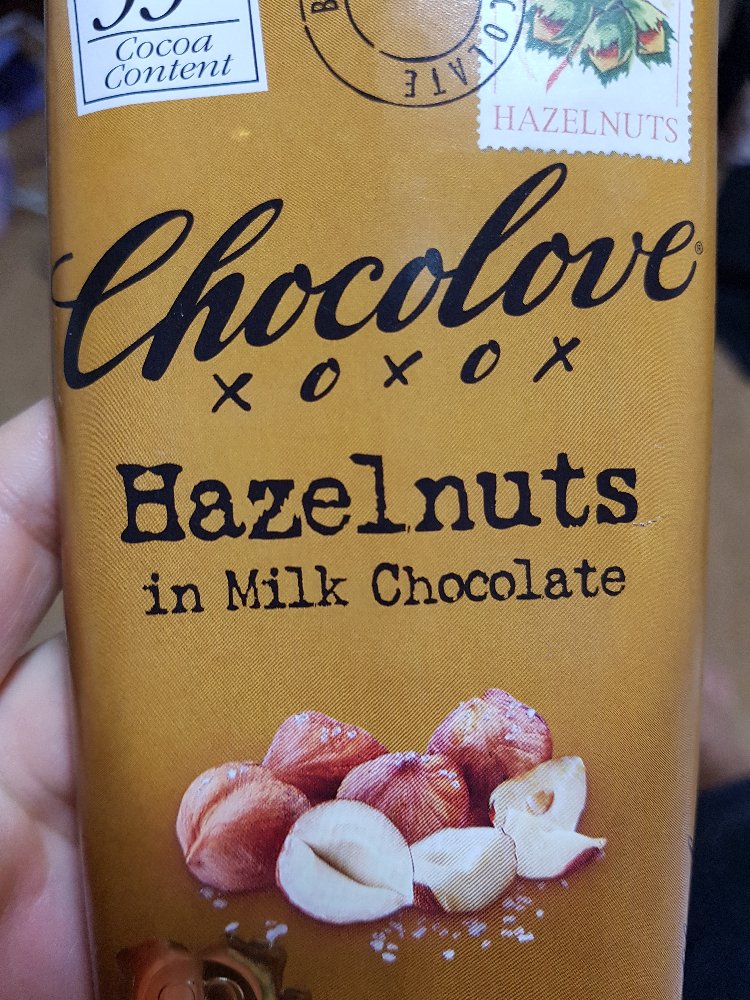 Cocoa
Content
HAZELNUTS
Chocolove®
xoxox
Hazelnuts
in Milk Chocolate